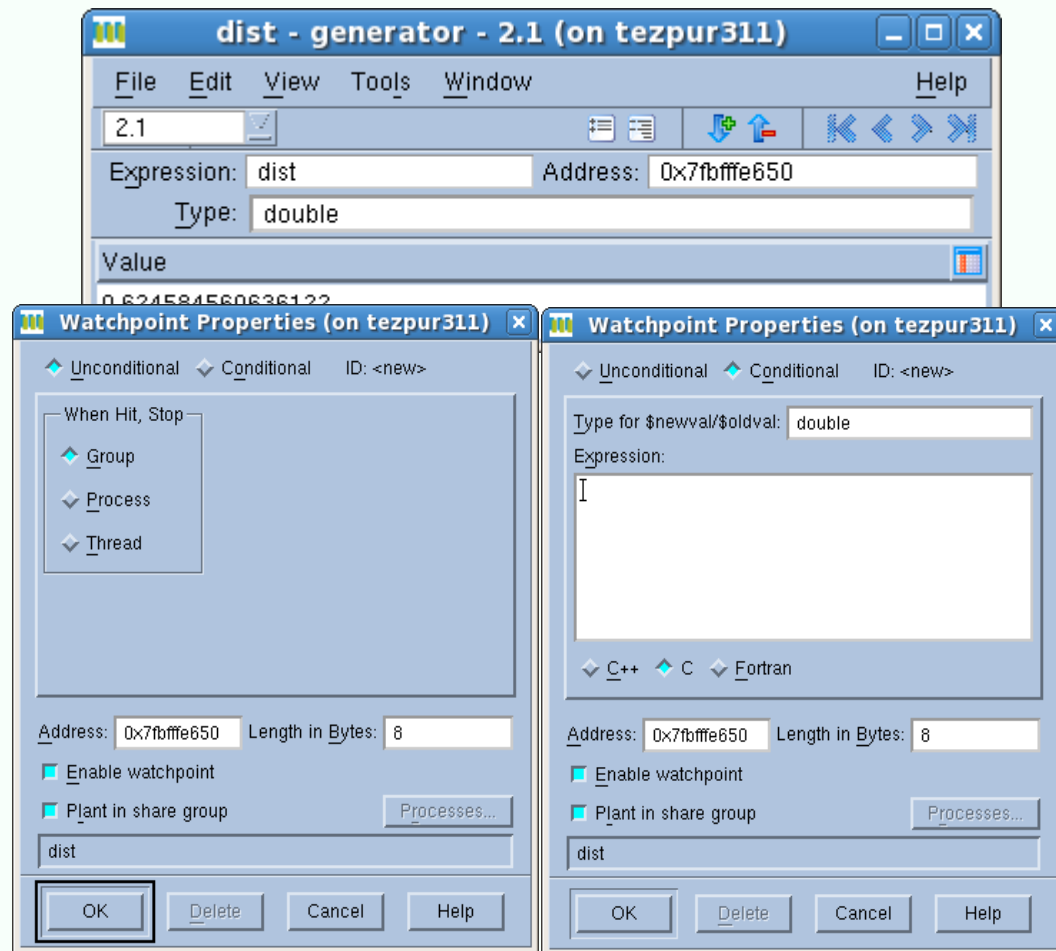 dist - generator - 2.1 (on tezpur311)
File Edit View Tools Window Help
2.1
Expression: dist Address: 0x7fbfffe650
Type: double
Value
0.624584560636122
Watchpoint Properties (on tezpur311)
Unconditional Conditional ID: <new>
When Hit, Stop
Group
Process
Thread
Address: 0x7fbfffe650 Length in Bytes: 8
Enable watchpoint
Plant in share group Processes...
dist
OK Delete Cancel Help
Watchpoint Properties (on tezpur311)
Unconditional Conditional ID: <new>
Type for $newval/$oldval: double
Expression:
C++ C Fortran
Address: 0x7fbfffe650 Length in Bytes: 8
Enable watchpoint
Plant in share group Processes...
dist
OK Delete Cancel Help